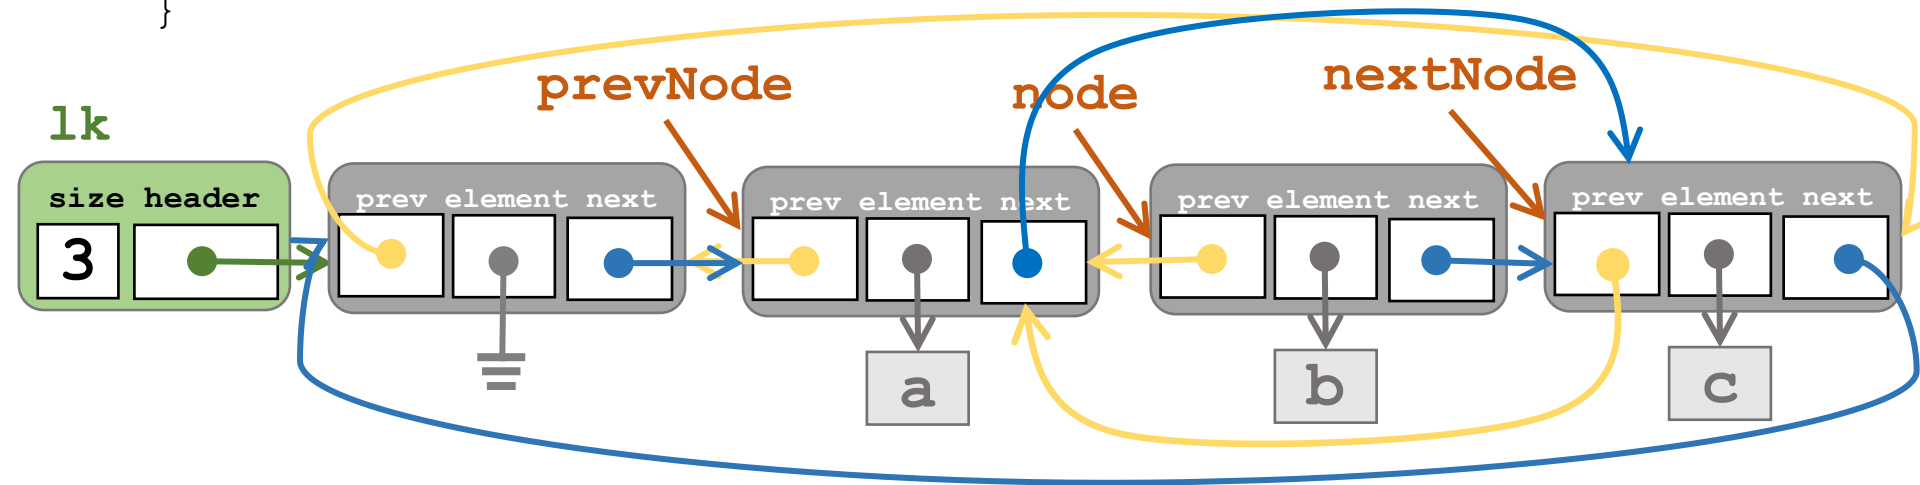 }
prevNode
node
nextNode
lk
size header
3
prev element next
prev element next
prev element next
prev element next
a
b
c